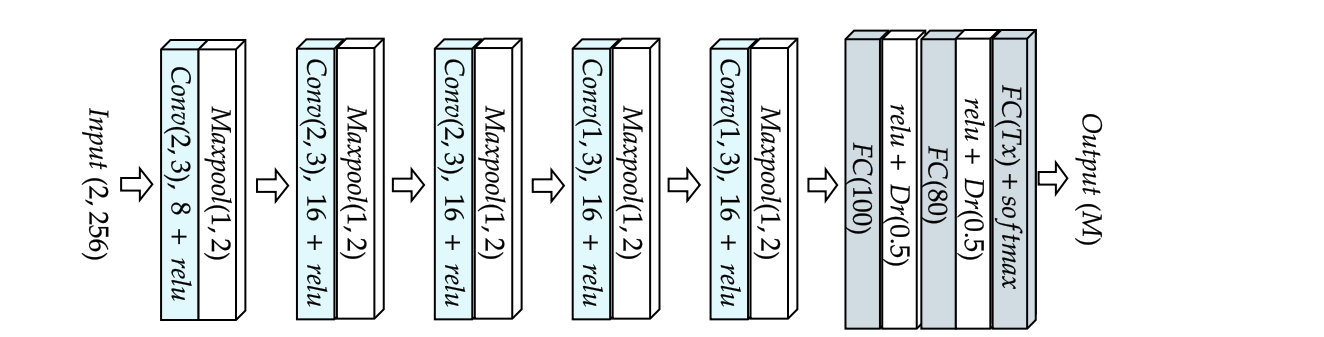 Input (2, 256)
Conv(2, 3), 8 + relu
Maxpool(1, 2)
Conv(2, 3), 16 + relu
Maxpool(1, 2)
Conv(2, 3), 16 + relu
Maxpool(1, 2)
Conv(1, 3), 16 + relu
Maxpool(1, 2)
Conv(1, 3), 16 + relu
Maxpool(1, 2)
FC(100)
relu + Dr(0.5)
FC(80)
relu + Dr(0.5)
FC(Tx) + softmax
Output (M)